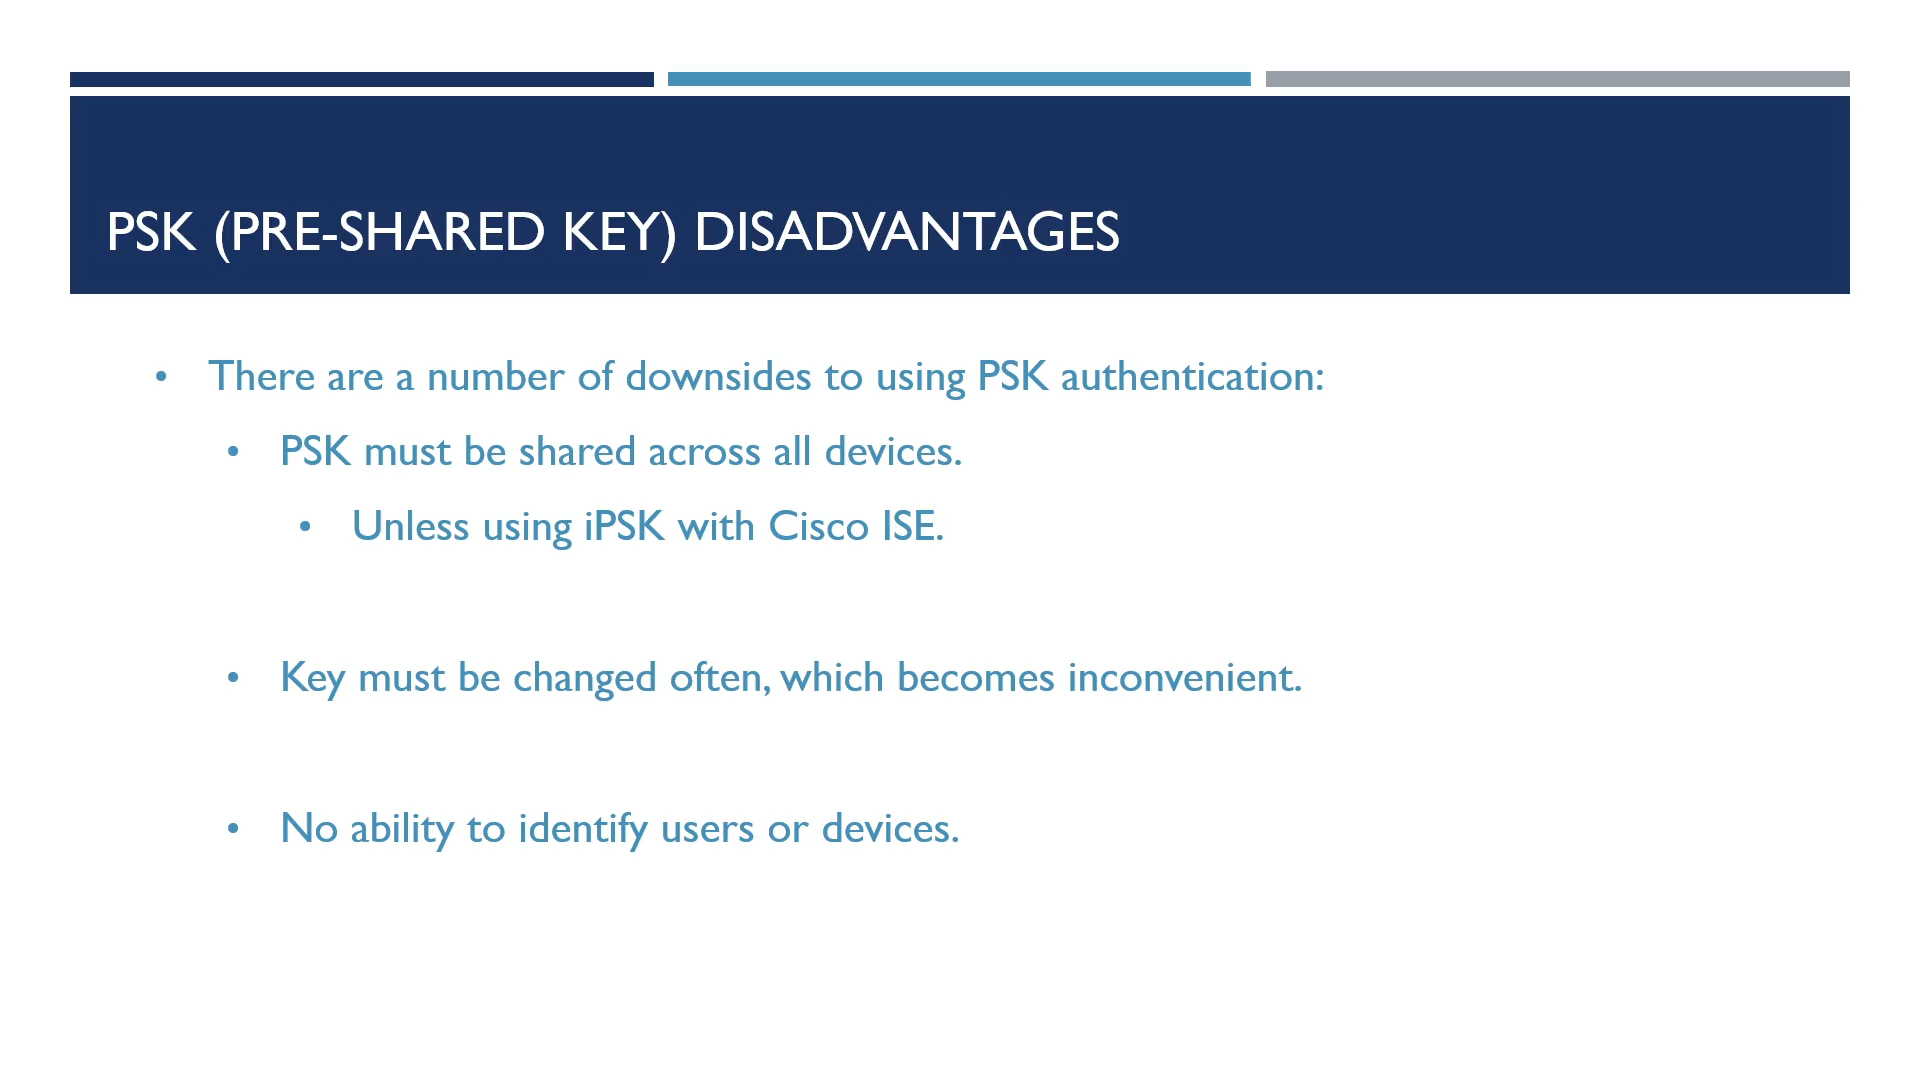 PSK (PRE-SHARED KEY) DISADVANTAGES
• There are a number of downsides to using PSK authentication:
• PSK must be shared across all devices.
• Unless using iPSK with Cisco ISE.
• Key must be changed often, which becomes inconvenient.
• No ability to identify users or devices.